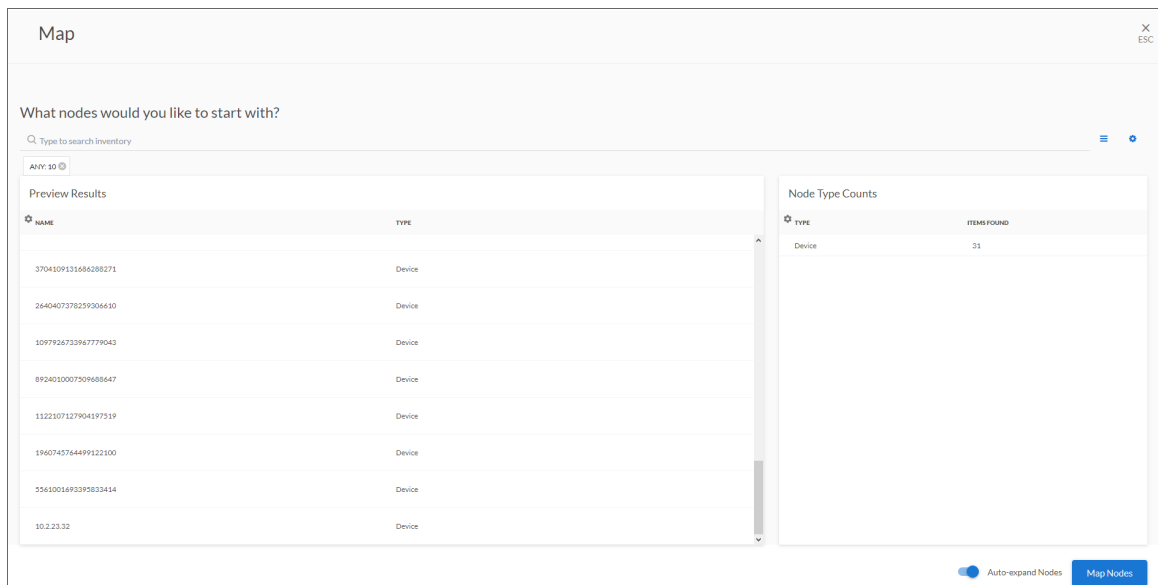 Map
ESC
What nodes would you like to start with?
Type to search inventory
ANY: 10
Preview Results
NAME TYPE
3704109131686288271 Device
2640407378259306610 Device
1097926733967779043 Device
8924010007509688647 Device
1122107127904197519 Device
1960745764499122100 Device
5561001693395833414 Device
10.2.23.32 Device
Node Type Counts
TYPE ITEMS FOUND
Device 31
Auto-expand Nodes Map Nodes